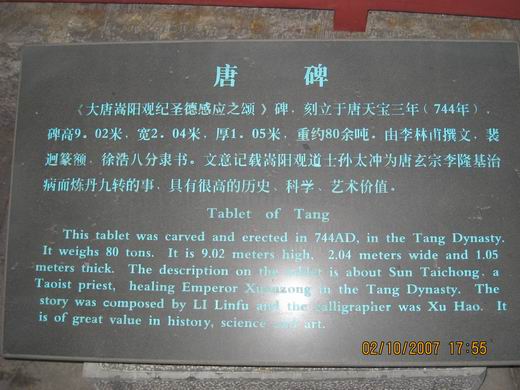 唐 碑
《大唐嵩阳观纪圣德感应之颂》碑，刻立于唐天宝三年（744年），
碑高9。02米，宽2。04米，厚1。05米，重约80余吨。由李林甫撰文，裴
迥篆额，徐浩八分隶书。文意记载嵩阳观道士孙太冲为唐玄宗李隆基治
病而炼丹九转的事，具有很高的历史、科学、艺术价值。
Tablet of Tang
This tablet was carved and erected in 744AD, in the Tang Dynasty.
It weighs 80 tons. It is 9.02 meters high, 2.04 meters wide and 1.05
meters thick. The description on the tablet is about Sun Taichong, a
Taoist priest, healing Emperor Xuanzong in the Tang Dynasty. The
story was composed by LI Linfu and the calligrapher was Xu Hao. It
is of great value in history, science and art.
02/10/2007 17:55